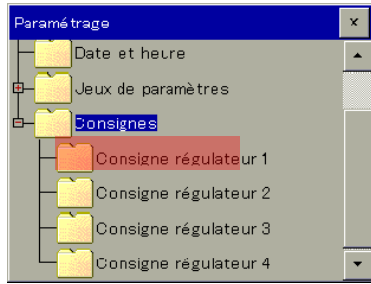 Paramétrage
Date et heure
Jeux de paramètres
Consignes
Consigne régulateur 1
Consigne régulateur 2
Consigne régulateur 3
Consigne régulateur 4